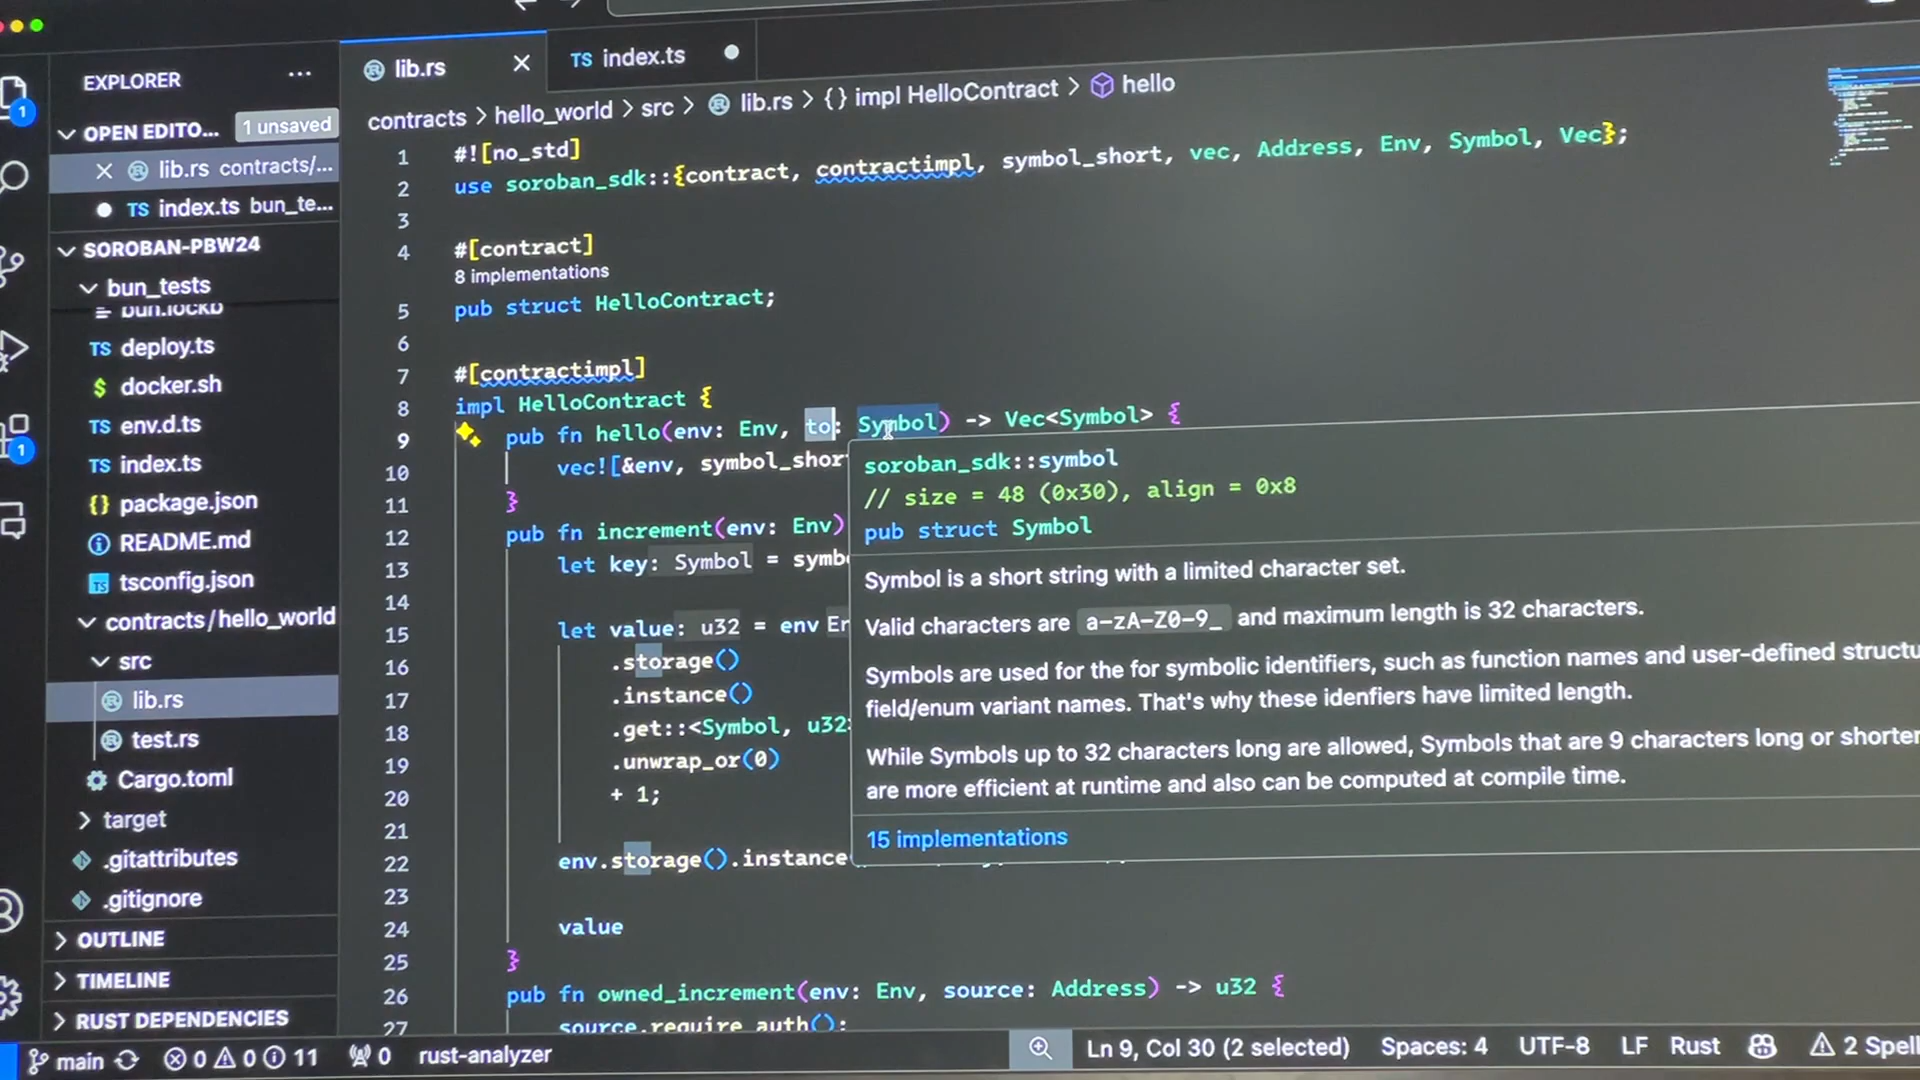 EXPLORER
OPEN EDITO... 1 unsaved
lib.rs contracts/...
TS index.ts bun_te...
SOROBAN-PBW24
bun_tests
bun.lockb
TS deploy.ts
$ docker.sh
TS env.d.ts
TS index.ts
{} package.json
README.md
TS tsconfig.json
contracts/hello_world
src
lib.rs
test.rs
Cargo.toml
target
.gitattributes
.gitignore
OUTLINE
TIMELINE
RUST DEPENDENCIES
1
1
lib.rs
TS index.ts
contracts > hello_world > src > lib.rs > {} impl HelloContract > hello
1 #![no_std]
2 use soroban_sdk::{contract, contractimpl, symbol_short, vec, Address, Env, Symbol, Vec};
3
4 #[contract]
8 implementations
5 pub struct HelloContract;
6
7 #[contractimpl]
8 impl HelloContract {
9 pub fn hello(env: Env, to: Symbol) -> Vec<Symbol> {
10 vec![&env, symbol_shor
11 }
12 pub fn increment(env: Env)
13 let key: Symbol = symb
14
15 let value: u32 = env En
16 .storage()
17 .instance()
18 .get::<Symbol, u32>
19 .unwrap_or(0)
20 + 1;
21
22 env.storage().instance(
23
24 value
25 }
26 pub fn owned_increment(env: Env, source: Address) -> u32 {
27 source.require_auth();
soroban_sdk::symbol
// size = 48 (0x30), align = 0x8
pub struct Symbol
Symbol is a short string with a limited character set.
Valid characters are a-zA-Z0-9_ and maximum length is 32 characters.
Symbols are used for the for symbolic identifiers, such as function names and user-defined structu
field/enum variant names. That's why these idenfiers have limited length.
While Symbols up to 32 characters long are allowed, Symbols that are 9 characters long or shorter
are more efficient at runtime and also can be computed at compile time.
15 implementations
main 0 0 11 0 rust-analyzer Ln 9, Col 30 (2 selected) Spaces: 4 UTF-8 LF Rust 2 Spell